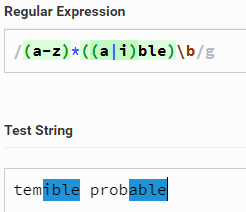 Regular Expression
/(a-z)*((a|i)ble)\b/g
Test String
temible probable